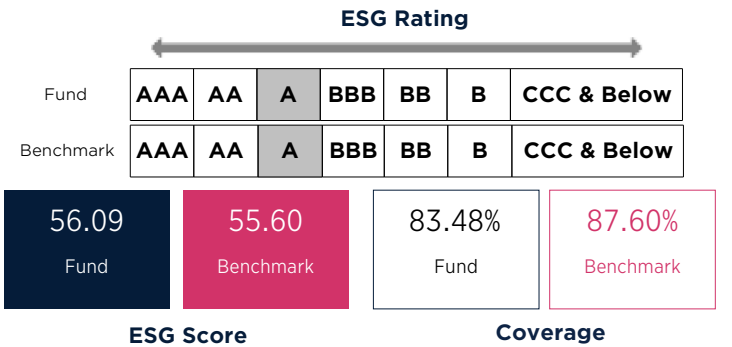 ESG Rating
Fund AAA AA A BBB BB B CCC & Below
Benchmark AAA AA A BBB BB B CCC & Below
56.09 55.60 83.48% 87.60%
Fund Benchmark Fund Benchmark
ESG Score Coverage